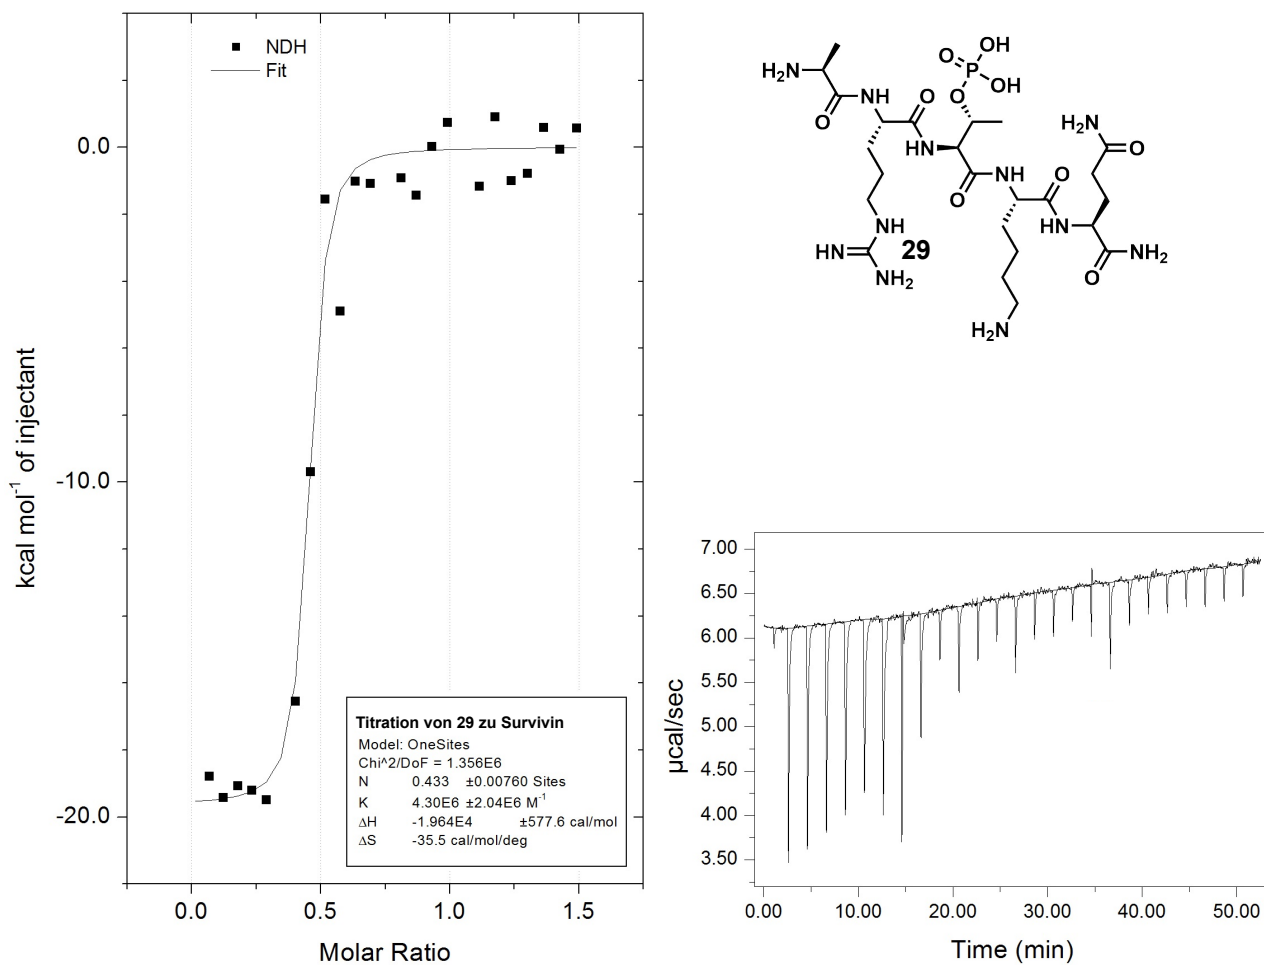 NDH
Fit
0.0
-10.0
-20.0
kcal mol⁻¹ of injectant
0.0 0.5 1.0 1.5
Molar Ratio
Titration von 29 zu Survivin
Model: OneSites
Chi^2/DoF = 1.356E6
N 0.433 ±0.00760 Sites
K 4.30E6 ±2.04E6 M⁻¹
ΔH -1.964E4 ±577.6 cal/mol
ΔS -35.5 cal/mol/deg
OH
O P
OH
H₂N
O
NH O
O
H₂N
HN
NH O O
O
HN
NH
HN 29
NH₂
O NH₂
H₂N
7.00
6.50
6.00
5.50
5.00
4.50
4.00
3.50
µcal/sec
0.00 10.00 20.00 30.00 40.00 50.00
Time (min)